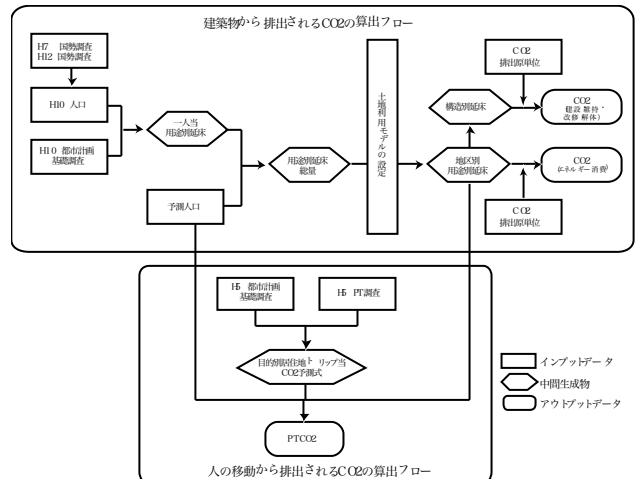 建築物から排出されるCO2の算出フロー
H7 国勢調査
H12 国勢調査
H10 人口
H10 都市計画
基礎調査
一人当
用途別延床
予測人口
用途別延床
総量
土地利用モデルの設定
CO2
排出原単位
構造別延床
CO2
建設 維持・
改修 解体)
地区別
用途別延床
CO2
(エネルギー消費)
CO2
排出原単位
H5 都市計画
基礎調査
H5 PT調査
目的別居住地トリップ当
CO2予測式
PTCO2
人の移動から排出されるCO2の算出フロー
インプットデータ
中間生成物
アウトプットデータ